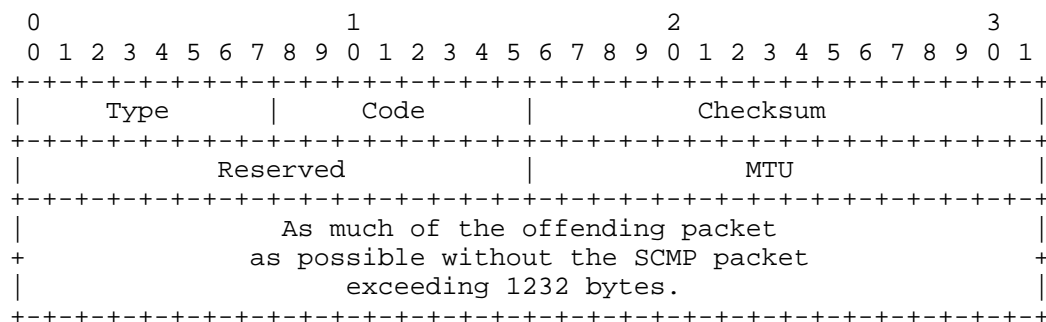 0                   1                   2                   3
 0 1 2 3 4 5 6 7 8 9 0 1 2 3 4 5 6 7 8 9 0 1 2 3 4 5 6 7 8 9 0 1
+-+-+-+-+-+-+-+-+-+-+-+-+-+-+-+-+-+-+-+-+-+-+-+-+-+-+-+-+-+-+-+-+
|     Type      |     Code      |          Checksum             |
+-+-+-+-+-+-+-+-+-+-+-+-+-+-+-+-+-+-+-+-+-+-+-+-+-+-+-+-+-+-+-+-+
|            Reserved           |             MTU               |
+-+-+-+-+-+-+-+-+-+-+-+-+-+-+-+-+-+-+-+-+-+-+-+-+-+-+-+-+-+-+-+-+
|                As much of the offending packet                |
+              as possible without the SCMP packet              +
|                    exceeding 1232 bytes.                      |
+-+-+-+-+-+-+-+-+-+-+-+-+-+-+-+-+-+-+-+-+-+-+-+-+-+-+-+-+-+-+-+-+